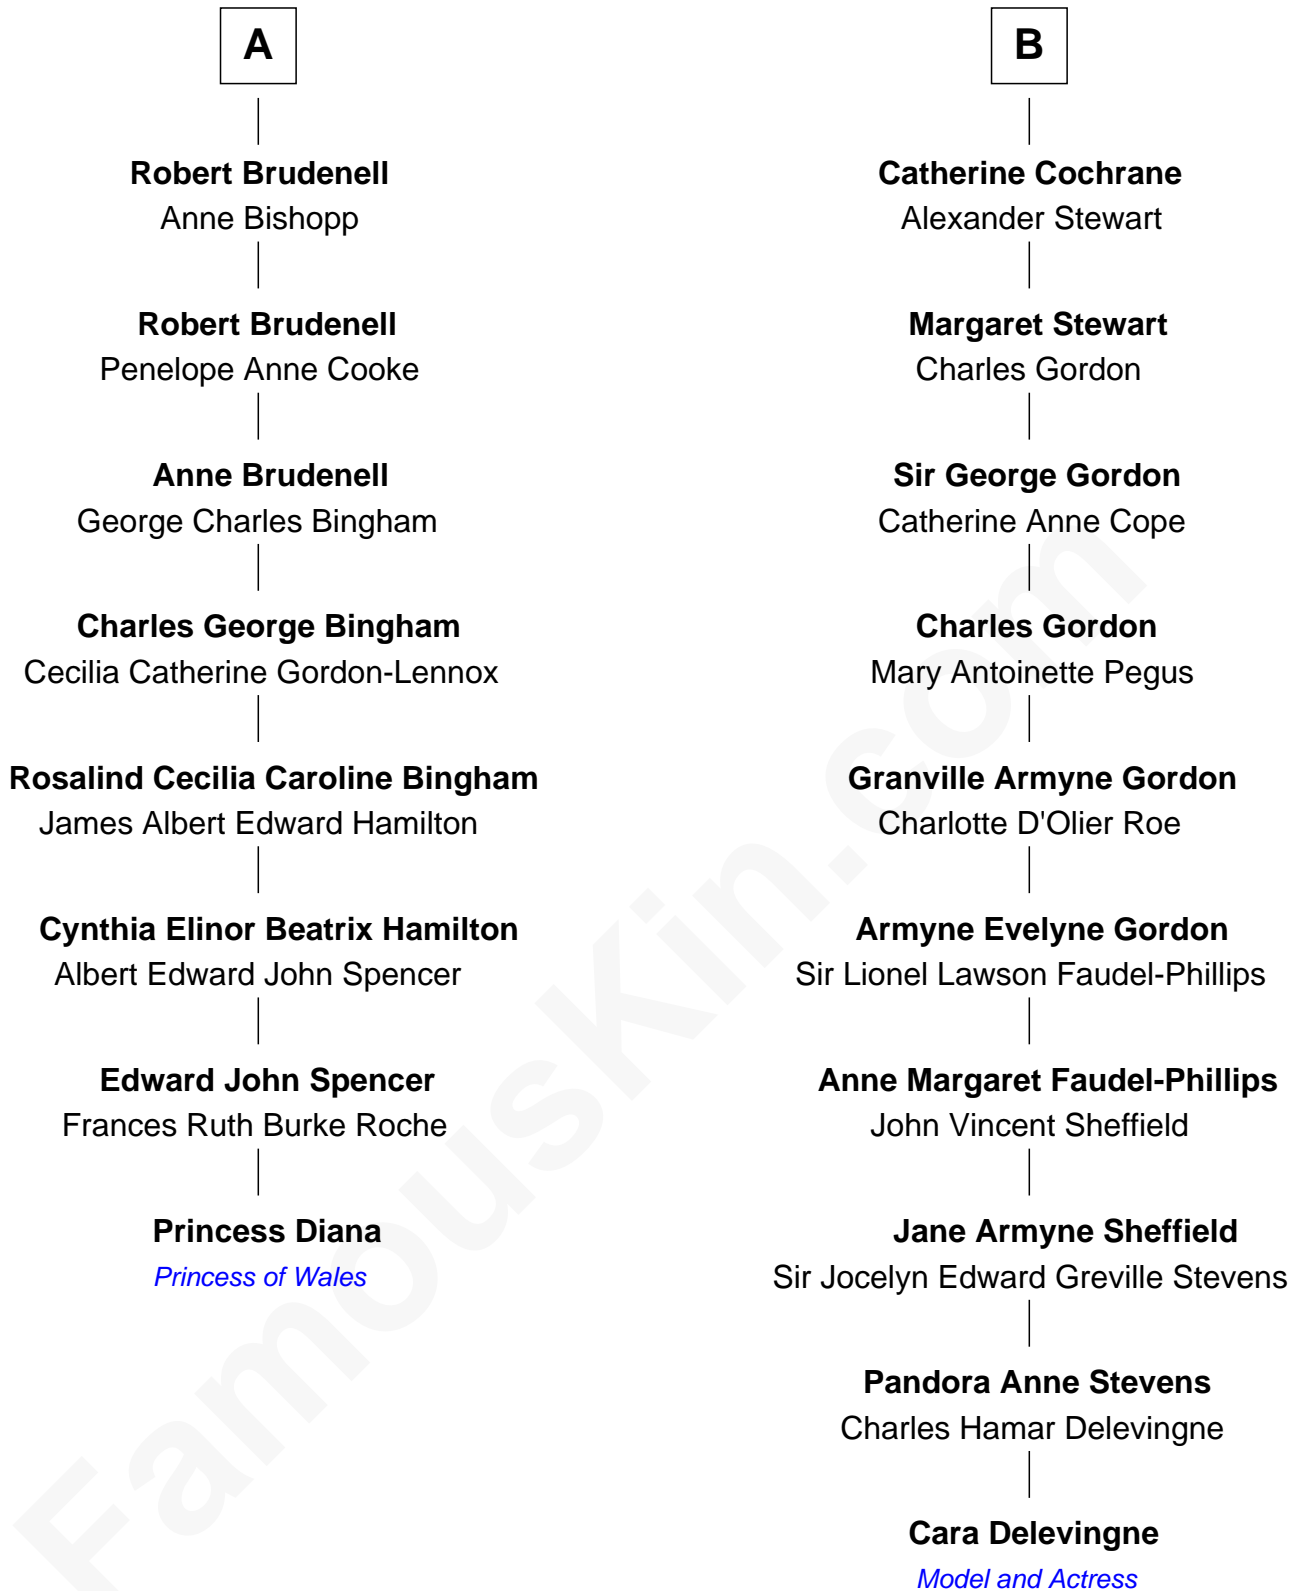 A
Robert Brudenell
Anne Bishopp
Robert Brudenell
Penelope Anne Cooke
Anne Brudenell
George Charles Bingham
Charles George Bingham
Cecilia Catherine Gordon-Lennox
Rosalind Cecilia Caroline Bingham
James Albert Edward Hamilton
Cynthia Elinor Beatrix Hamilton
Albert Edward John Spencer
Edward John Spencer
Frances Ruth Burke Roche
Princess Diana
Princess of Wales
B
Catherine Cochrane
Alexander Stewart
Margaret Stewart
Charles Gordon
Sir George Gordon
Catherine Anne Cope
Charles Gordon
Mary Antoinette Pegus
Granville Armyne Gordon
Charlotte D'Olier Roe
Armyne Evelyne Gordon
Sir Lionel Lawson Faudel-Phillips
Anne Margaret Faudel-Phillips
John Vincent Sheffield
Jane Armyne Sheffield
Sir Jocelyn Edward Greville Stevens
Pandora Anne Stevens
Charles Hamar Delevingne
Cara Delevingne
Model and Actress
FamousKin.com